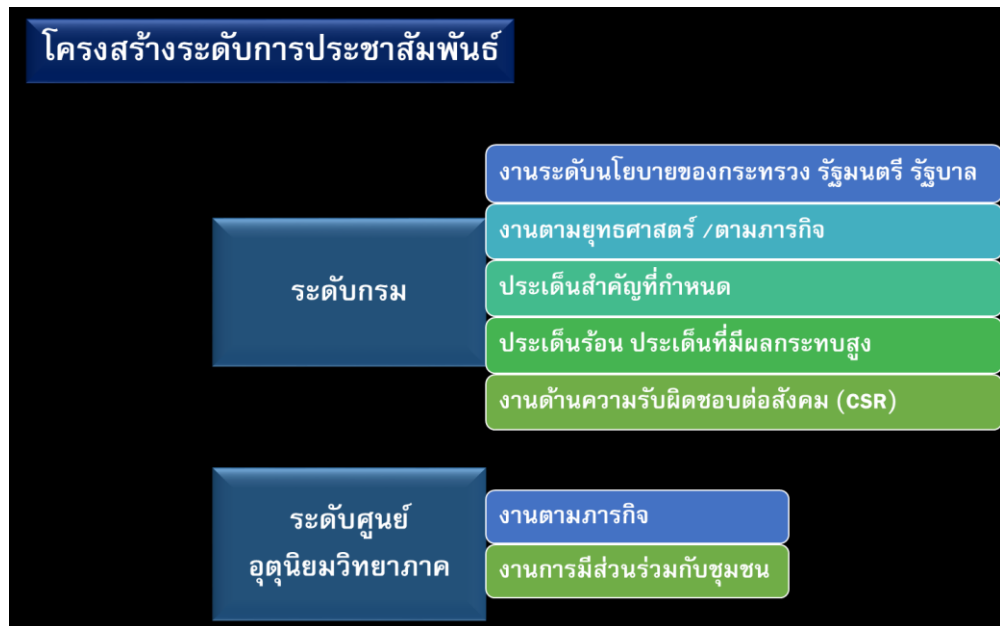 โครงสร้างระดับการประชาสัมพันธ์
งานระดับนโยบายของกระทรวง รัฐมนตรี รัฐบาล
งานตามยุทธศาสตร์ /ตามภารกิจ
ระดับกรม
ประเด็นสำคัญที่กำหนด
ประเด็นร้อน ประเด็นที่มีผลกระทบสูง
งานด้านความรับผิดชอบต่อสังคม (CSR)
ระดับศูนย์
อุตุนิยมวิทยาภาค
งานตามภารกิจ
งานการมีส่วนร่วมกับชุมชน